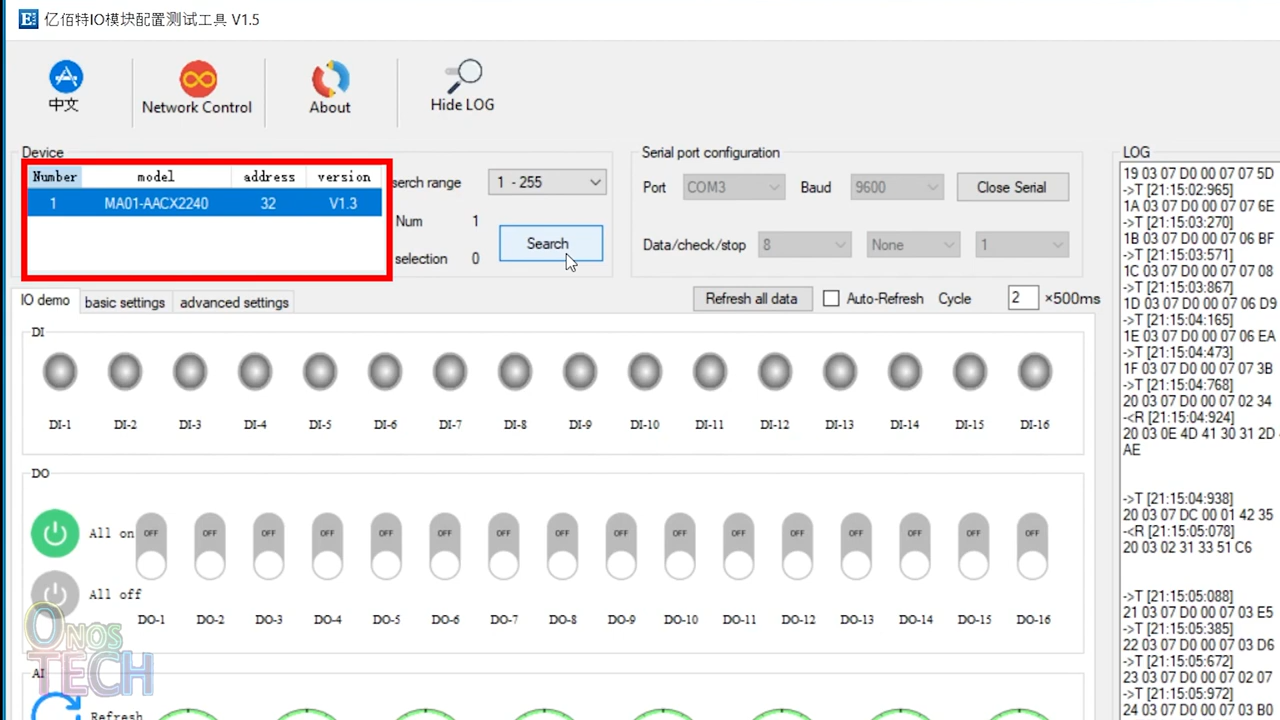 亿佰特IO模块配置测试工具 V1.5
中文
Network Control
About
Hide LOG
Device
Number model address version
1 MA01-AACX2240 32 V1.3
serch range 1 - 255
Num 1
Search
selection 0
Serial port configuration
Port COM3 Baud 9600 Close Serial
Data/check/stop 8 None 1
IO demo basic settings advanced settings
Refresh all data Auto-Refresh Cycle 2 ×500ms
DI
DI-1 DI-2 DI-3 DI-4 DI-5 DI-6 DI-7 DI-8 DI-9 DI-10 DI-11 DI-12 DI-13 DI-14 DI-15 DI-16
DO
All on OFF OFF OFF OFF OFF OFF OFF OFF OFF OFF OFF OFF OFF OFF OFF OFF
All off
DO-1 DO-2 DO-3 DO-4 DO-5 DO-6 DO-7 DO-8 DO-9 DO-10 DO-11 DO-12 DO-13 DO-14 DO-15 DO-16
ONOS
TECH
AI
Refresh
LOG
19 03 07 D0 00 07 07 5D
->T [21:15:02:965]
1A 03 07 D0 00 07 07 6E
->T [21:15:03:270]
1B 03 07 D0 00 07 06 BF
->T [21:15:03:571]
1C 03 07 D0 00 07 07 08
->T [21:15:03:867]
1D 03 07 D0 00 07 06 D9
->T [21:15:04:165]
1E 03 07 D0 00 07 06 EA
->T [21:15:04:473]
1F 03 07 D0 00 07 07 3B
->T [21:15:04:768]
20 03 07 D0 00 07 02 34
-<R [21:15:04:924]
20 03 0E 4D 41 30 31 2D
AE
->T [21:15:04:938]
20 03 07 DC 00 01 42 35
-<R [21:15:05:078]
20 03 02 31 33 51 C6
->T [21:15:05:088]
21 03 07 D0 00 07 03 E5
->T [21:15:05:385]
22 03 07 D0 00 07 03 D6
->T [21:15:05:672]
23 03 07 D0 00 07 02 07
->T [21:15:05:972]
24 03 07 D0 00 07 03 B0